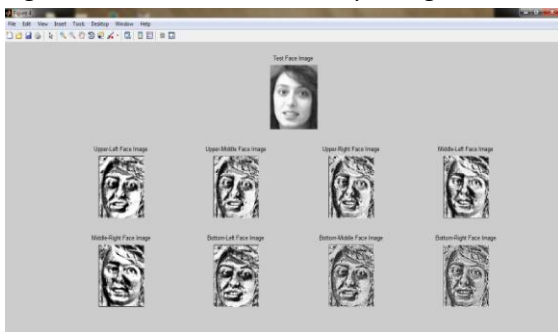 Figure 4
File Edit View Insert Tools Desktop Window Help
Test Face Image
Upper-Left Face Image Upper-Middle Face Image Upper-Right Face Image Middle-Left Face Image
Middle-Right Face Image Bottom-Left Face Image Bottom-Middle Face Image Bottom-Right Face Image